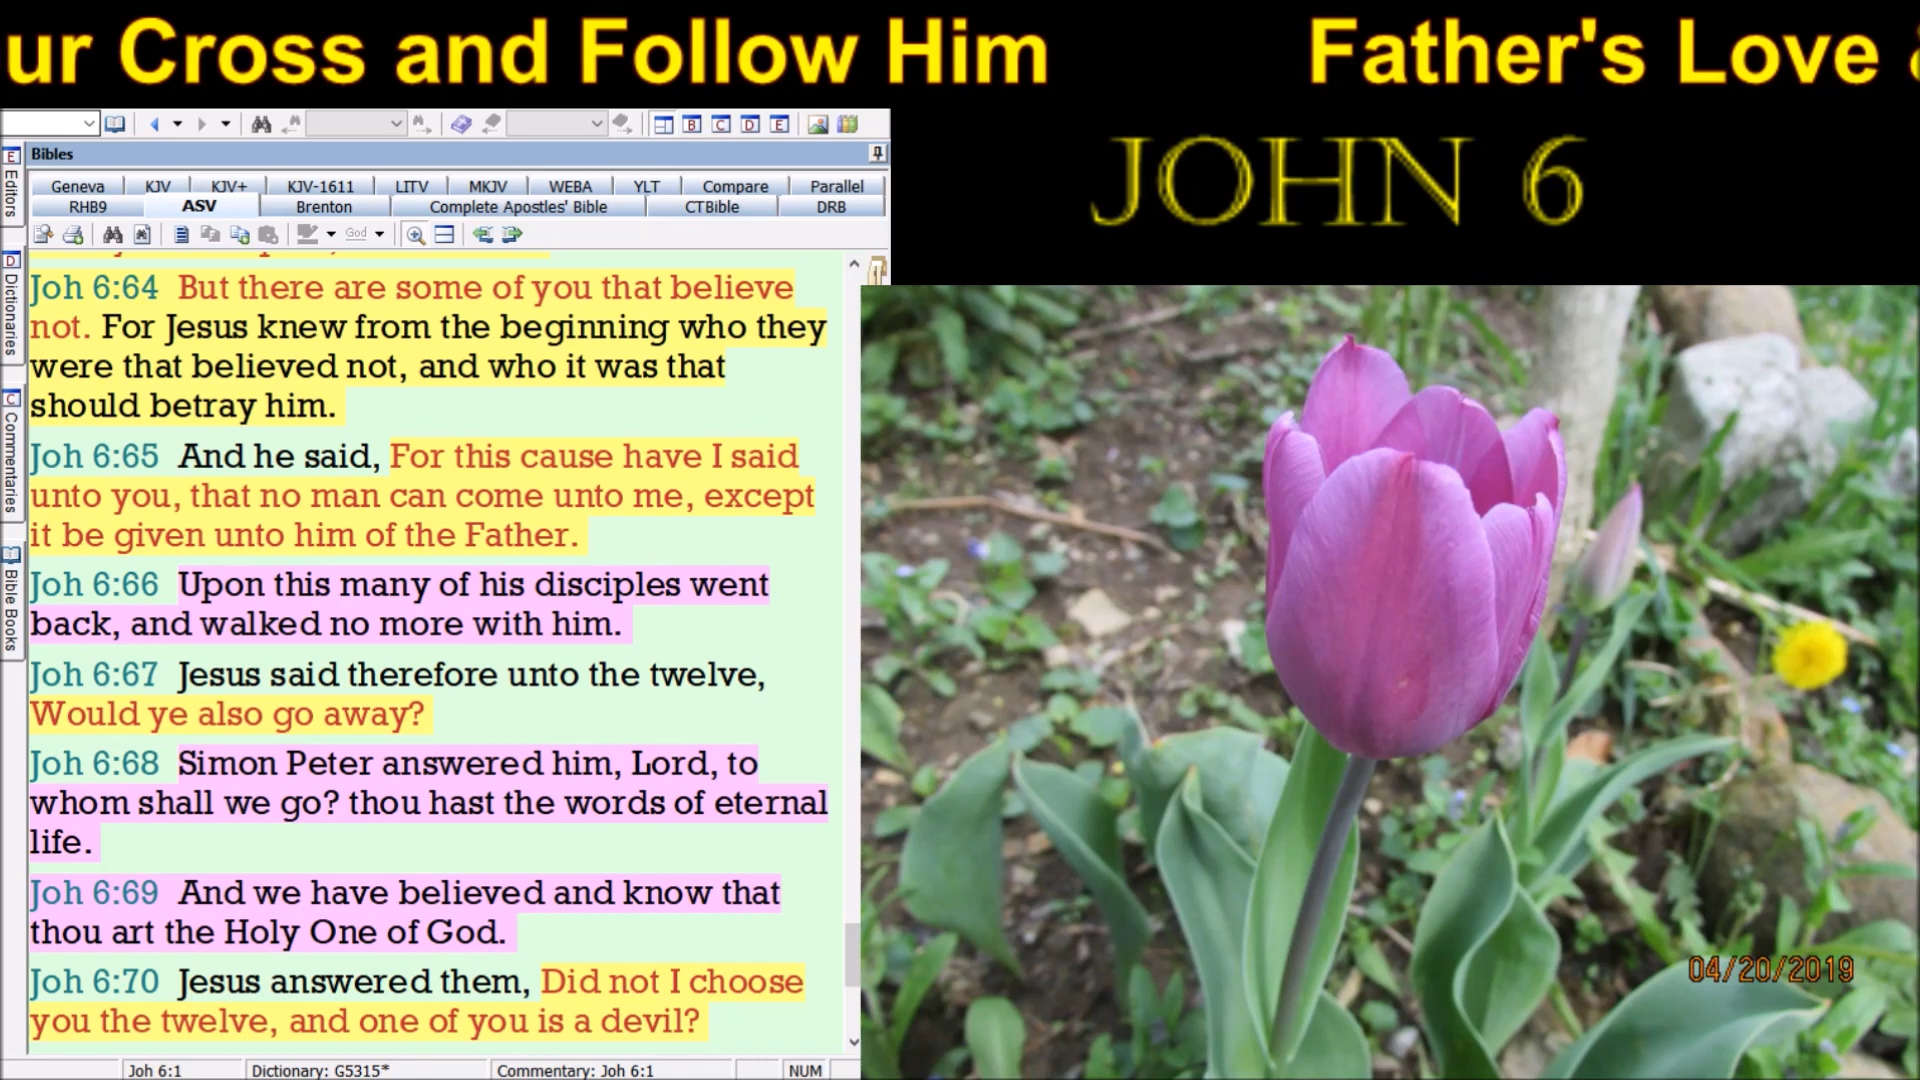 ur Cross and Follow Him Father's Love
JOHN 6
Bibles
Geneva KJV KJV+ KJV-1611 LITV MKJV WEBA YLT Compare Parallel
RHB9 ASV Brenton Complete Apostles' Bible CTBible DRB
B C D E
God
E Editors
D Dictionaries
C Commentaries
Bible Books
Joh 6:64 But there are some of you that believe
not. For Jesus knew from the beginning who they
were that believed not, and who it was that
should betray him.
Joh 6:65 And he said, For this cause have I said
unto you, that no man can come unto me, except
it be given unto him of the Father.
Joh 6:66 Upon this many of his disciples went
back, and walked no more with him.
Joh 6:67 Jesus said therefore unto the twelve,
Would ye also go away?
Joh 6:68 Simon Peter answered him, Lord, to
whom shall we go? thou hast the words of eternal
life.
Joh 6:69 And we have believed and know that
thou art the Holy One of God.
Joh 6:70 Jesus answered them, Did not I choose
you the twelve, and one of you is a devil?
Joh 6:1 Dictionary: G5315* Commentary: Joh 6:1 NUM
04/20/2019